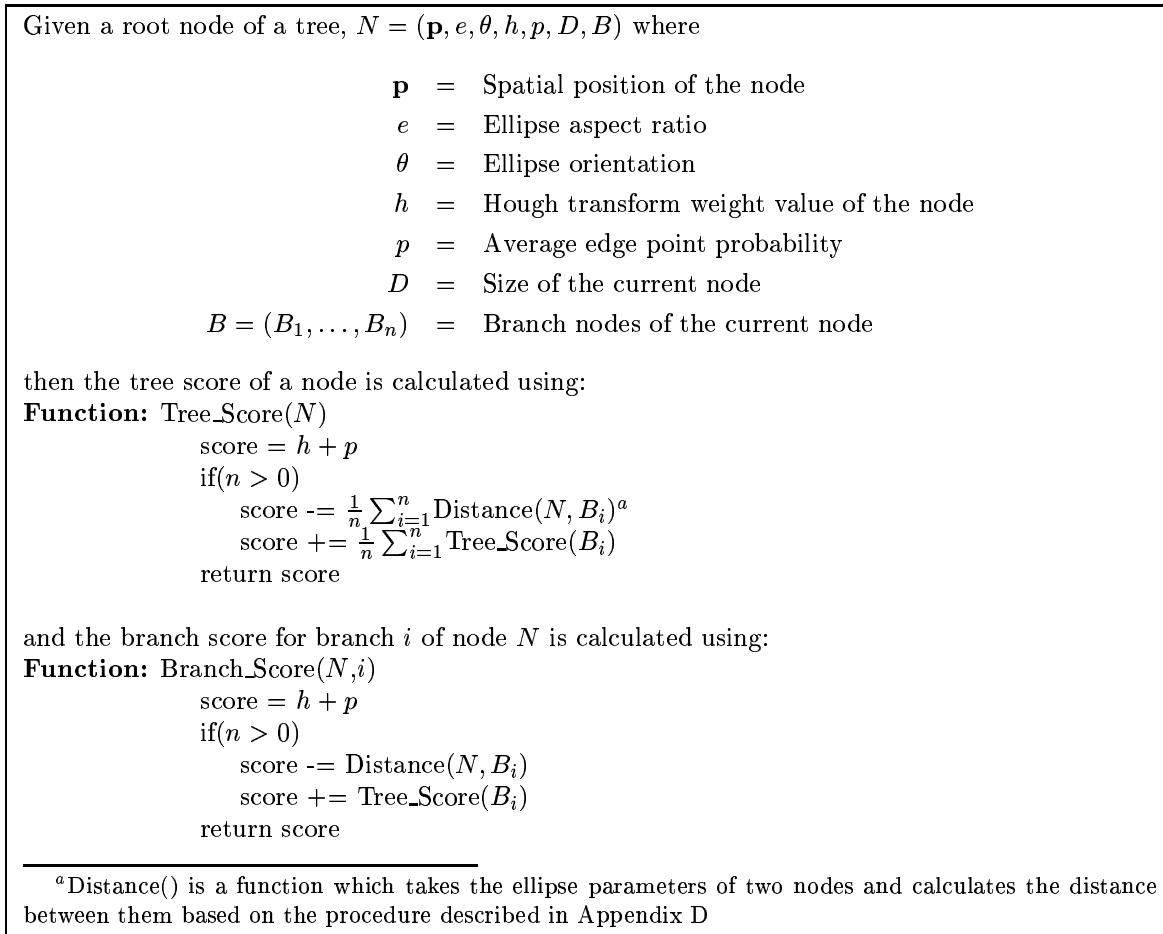 Given a root node of a tree, N = (p, e, θ, h, p, D, B) where
p = Spatial position of the node
e = Ellipse aspect ratio
θ = Ellipse orientation
h = Hough transform weight value of the node
p = Average edge point probability
D = Size of the current node
B = (B₁, . . . , Bₙ) = Branch nodes of the current node
then the tree score of a node is calculated using:
Function: Tree_Score(N)
score = h + p
if(n > 0)
score -= 1/n ∑ⁿᵢ₌₁ Distance(N, Bᵢ)ᵃ
score += 1/n ∑ⁿᵢ₌₁ Tree_Score(Bᵢ)
return score
and the branch score for branch i of node N is calculated using:
Function: Branch_Score(N,i)
score = h + p
if(n > 0)
score -= Distance(N, Bᵢ)
score += Tree_Score(Bᵢ)
return score
ᵃDistance() is a function which takes the ellipse parameters of two nodes and calculates the distance
between them based on the procedure described in Appendix D